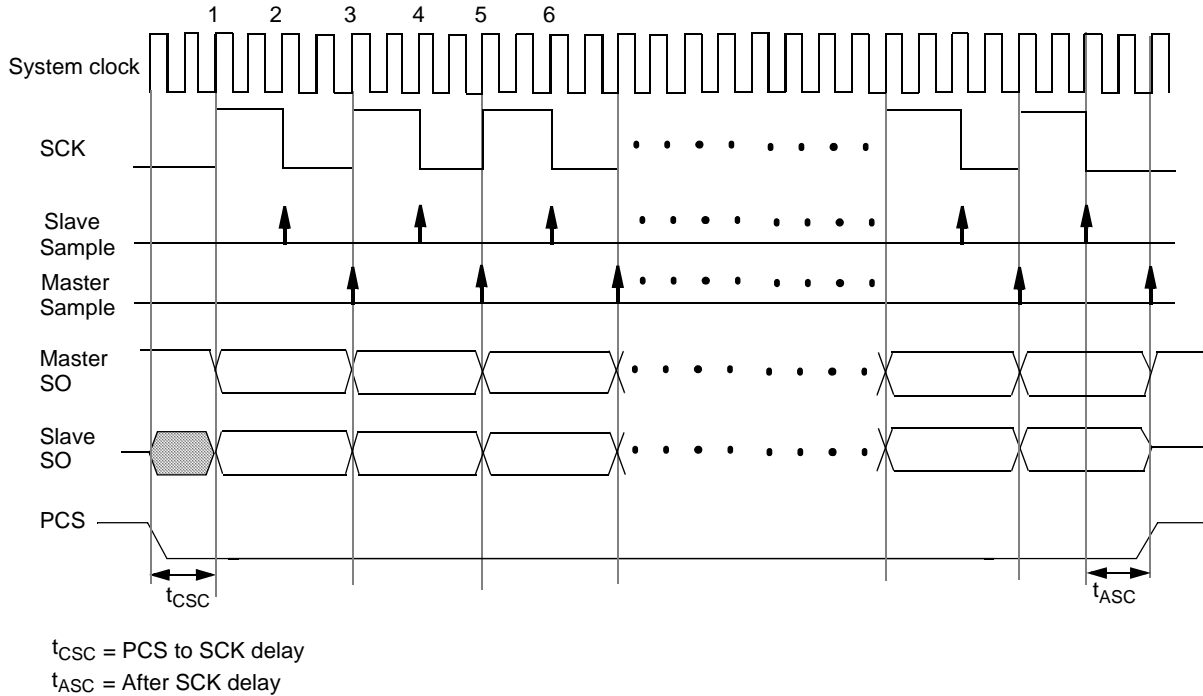 1 2 3 4 5 6
System clock
SCK
Slave
Sample
Master
Sample
Master
SO
Slave
SO
PCS
tCSC tASC
tCSC = PCS to SCK delay
tASC = After SCK delay